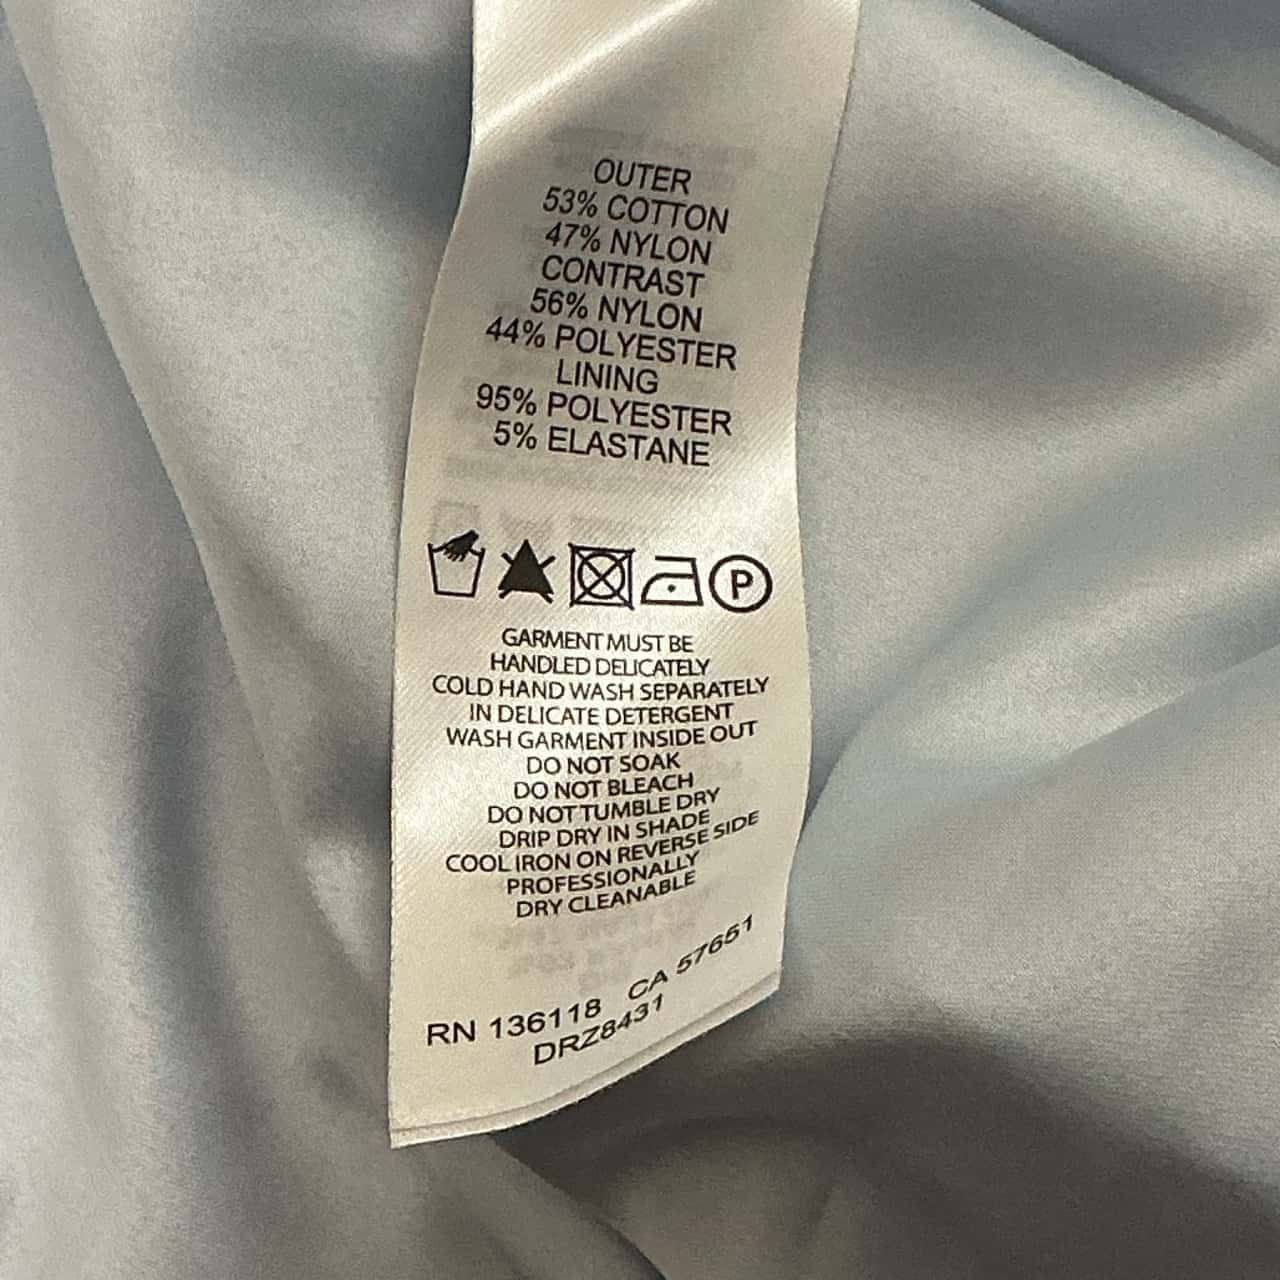 OUTER
53% COTTON
47% NYLON
CONTRAST
56% NYLON
44% POLYESTER
LINING
95% POLYESTER
5% ELASTANE
P
GARMENT MUST BE
HANDLED DELICATELY
COLD HAND WASH SEPARATELY
IN DELICATE DETERGENT
WASH GARMENT INSIDE OUT
DO NOT SOAK
DO NOT BLEACH
DO NOT TUMBLE DRY
DRIP DRY IN SHADE
COOL IRON ON REVERSE SIDE
PROFESSIONALLY
DRY CLEANABLE
RN 136118 CA 57651
DRZ8431